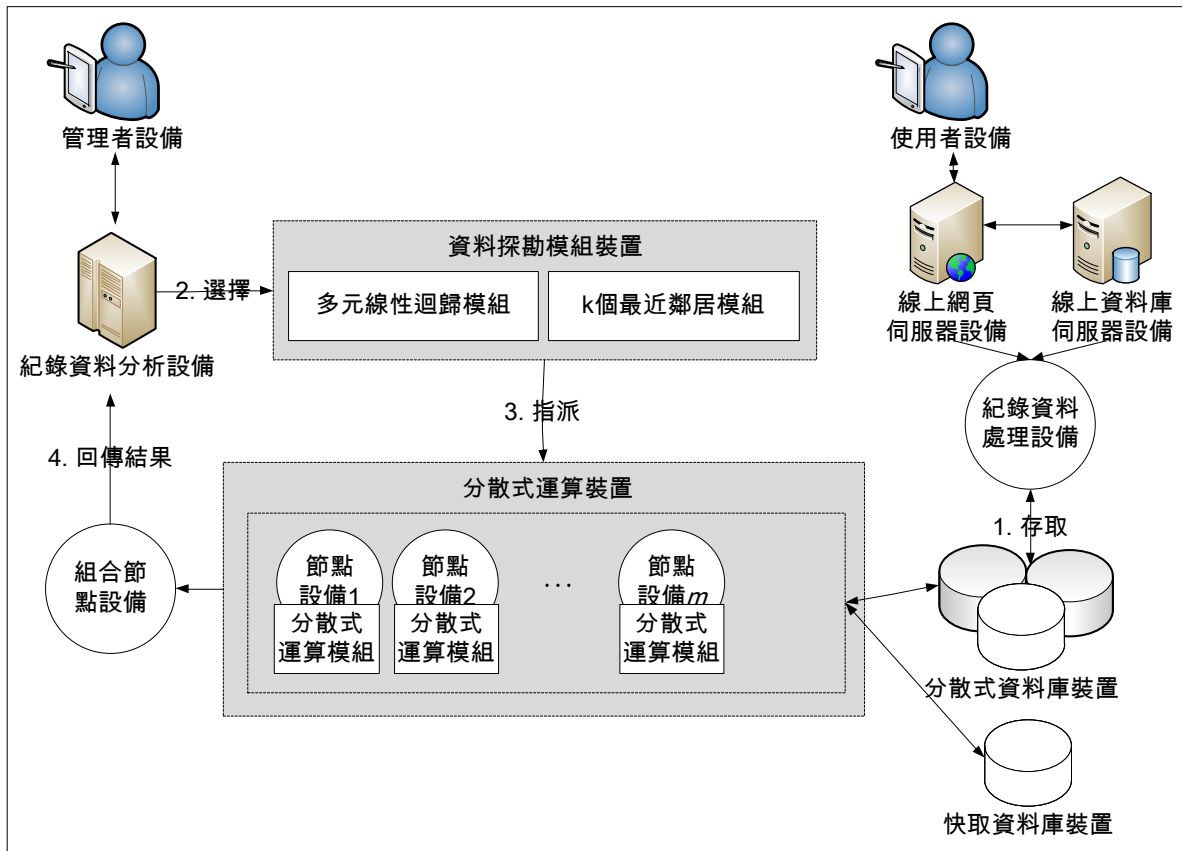 管理者設備
使用者設備
資料探勘模組裝置
多元線性迴歸模組
k個最近鄰居模組
2. 選擇
紀錄資料分析設備
線上網頁
伺服器設備
線上資料庫
伺服器設備
3. 指派
紀錄資料
處理設備
4. 回傳結果
分散式運算裝置
1. 存取
組合節
點設備
節點
設備1
分散式
運算模組
節點
設備2
分散式
運算模組
…
節點
設備m
分散式
運算模組
分散式資料庫裝置
快取資料庫裝置